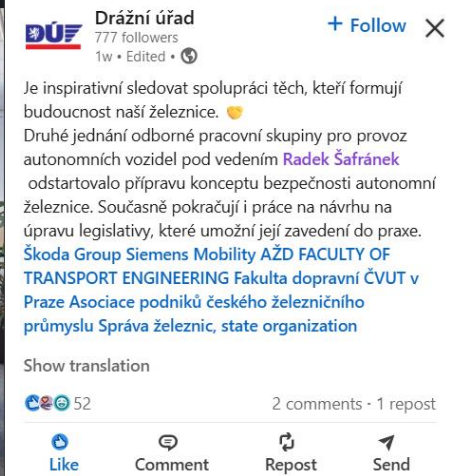 DÚ
Drážní úřad
777 followers
1w • Edited •
+ Follow
Je inspirativní sledovat spolupráci těch, kteří formují
budoucnost naší železnice.
Druhé jednání odborné pracovní skupiny pro provoz
autonomních vozidel pod vedením Radek Šafránek
odstartovalo přípravu konceptu bezpečnosti autonomní
železnice. Současně pokračují i práce na návrhu na
úpravu legislativy, které umožní její zavedení do praxe.
Škoda Group Siemens Mobility AŽD FACULTY OF
TRANSPORT ENGINEERING Fakulta dopravní ČVUT v
Praze Asociace podniků českého železničního
průmyslu Správa železnic, state organization
Show translation
52
2 comments · 1 repost
Like
Comment
Repost
Send